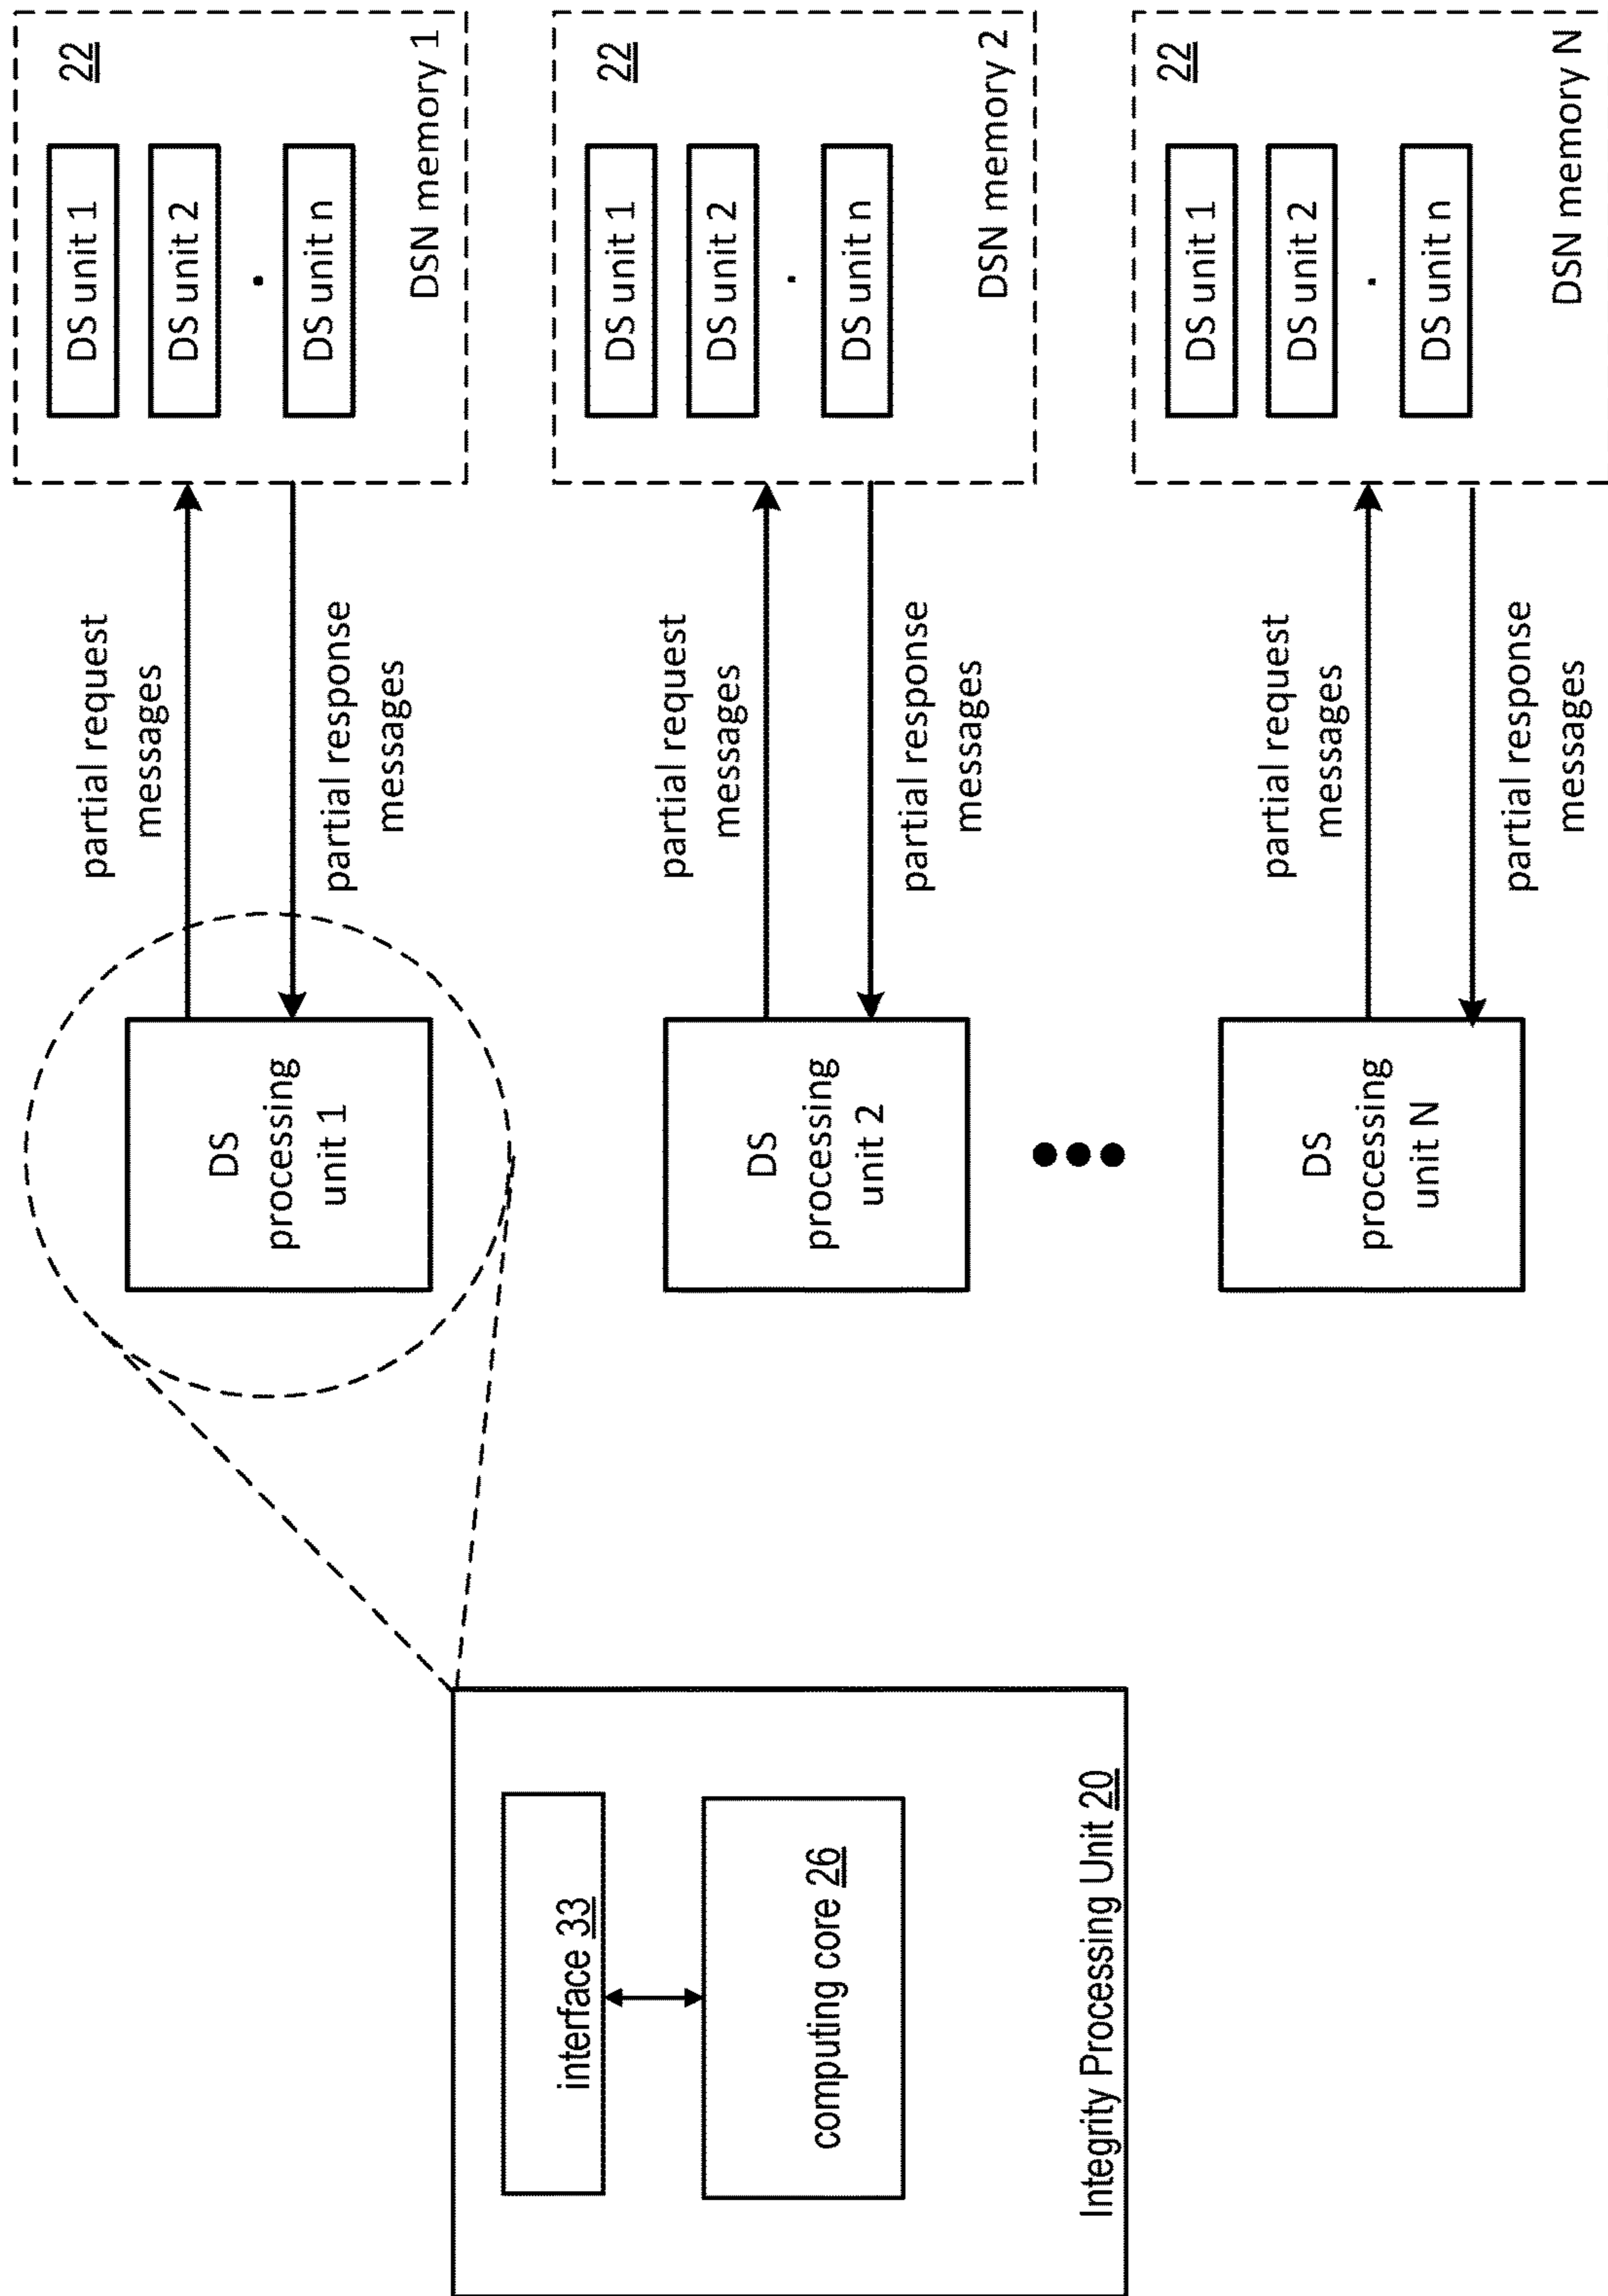 interface 33
computing core 26
Integrity Processing Unit 20
DS
processing
unit 1
partial request
messages
partial response
messages
DS unit 1
DS unit 2
DS unit n
22
DSN memory 1
DS
processing
unit 2
partial request
messages
partial response
messages
DS unit 1
DS unit 2
DS unit n
22
DSN memory 2
DS
processing
unit N
partial request
messages
partial response
messages
DS unit 1
DS unit 2
DS unit n
22
DSN memory N